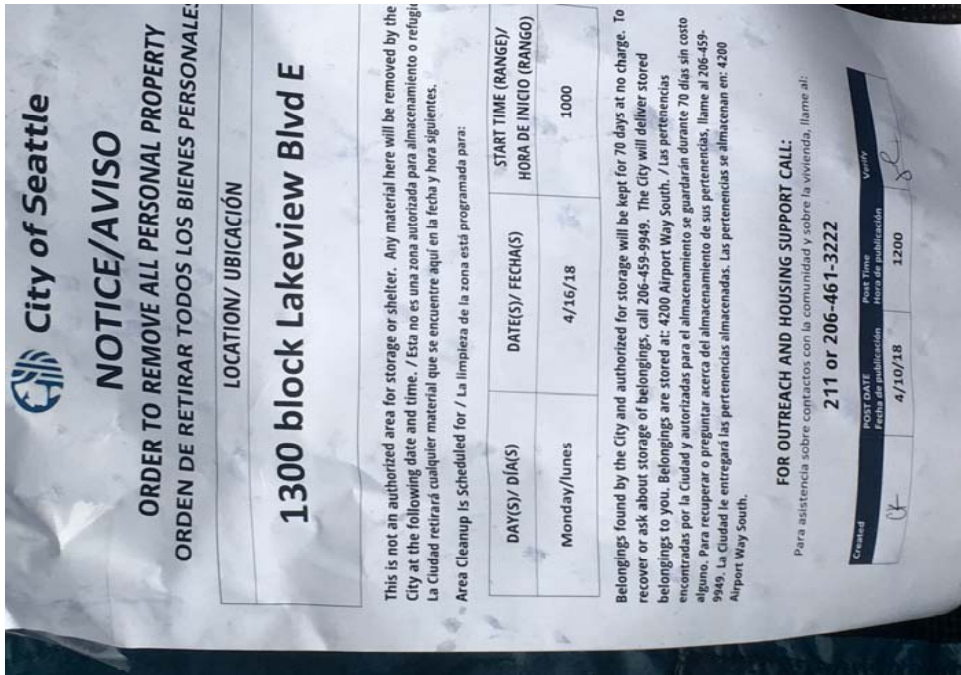 City of Seattle
NOTICE/AVISO
ORDER TO REMOVE ALL PERSONAL PROPERTY
ORDEN DE RETIRAR TODOS LOS BIENES PERSONALES
LOCATION/ UBICACIÓN
1300 block Lakeview Blvd E
This is not an authorized area for storage or shelter. Any material here will be removed by the
City at the following date and time. / Esta no es una zona autorizada para almacenamiento o refugio
La Ciudad retirará cualquier material que se encuentre aquí en la fecha y hora siguientes.
Area Cleanup Is Scheduled for / La limpieza de la zona está programada para:
DAY(S)/ DÍA(S) DATE(S)/ FECHA(S) START TIME (RANGE)/
HORA DE INICIO (RANGO)
Monday/lunes 4/16/18 1000
Belongings found by the City and authorized for storage will be kept for 70 days at no charge. To
recover or ask about storage of belongings, call 206-459-9949. The City will deliver stored
belongings to you. Belongings are stored at: 4200 Airport Way South. / Las pertenencias
encontradas por la Ciudad y autorizadas para el almacenamiento se guardarán durante 70 días sin costo
alguno. Para recuperar o preguntar acerca del almacenamiento de sus pertenencias, llame al 206-459-
9949. La Ciudad le entregará las pertenencias almacenadas. Las pertenencias se almacenan en: 4200
Airport Way South.
FOR OUTREACH AND HOUSING SUPPORT CALL:
Para asistencia sobre contactos con la comunidad y sobre la vivienda, llame al:
211 or 206-461-3222
Created POST DATE Post Time Verify
Fecha de publicación Hora de publicación
4/10/18 1200